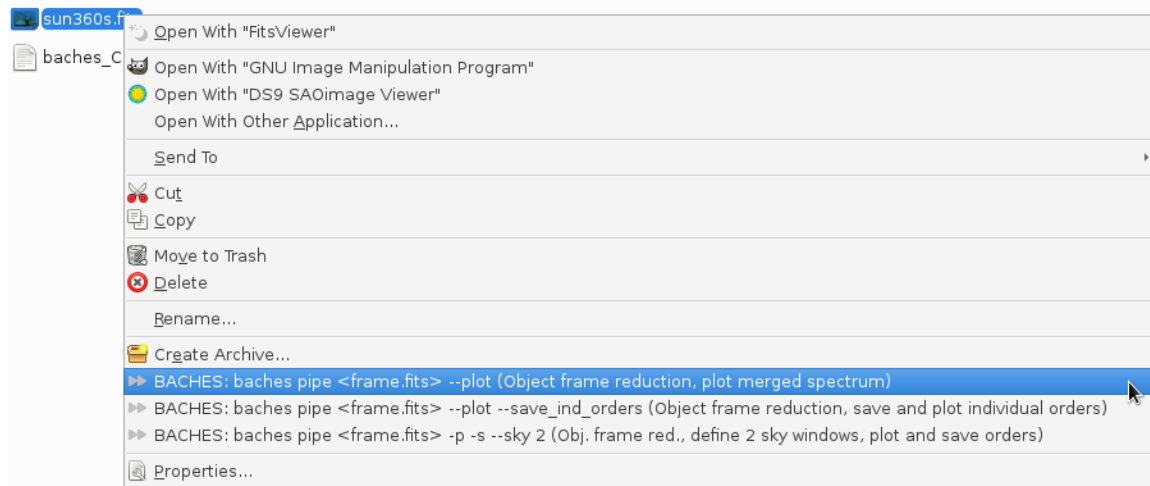 sun360s.fit
Open With "FitsViewer"
baches_C
Open With "GNU Image Manipulation Program"
Open With "DS9 SAOimage Viewer"
Open With Other Application...
Send To
Cut
Copy
Move to Trash
Delete
Rename...
Create Archive...
BACHES: baches pipe <frame.fits> --plot (Object frame reduction, plot merged spectrum)
BACHES: baches pipe <frame.fits> --plot --save_ind_orders (Object frame reduction, save and plot individual orders)
BACHES: baches pipe <frame.fits> -p -s --sky 2 (Obj. frame red., define 2 sky windows, plot and save orders)
Properties...